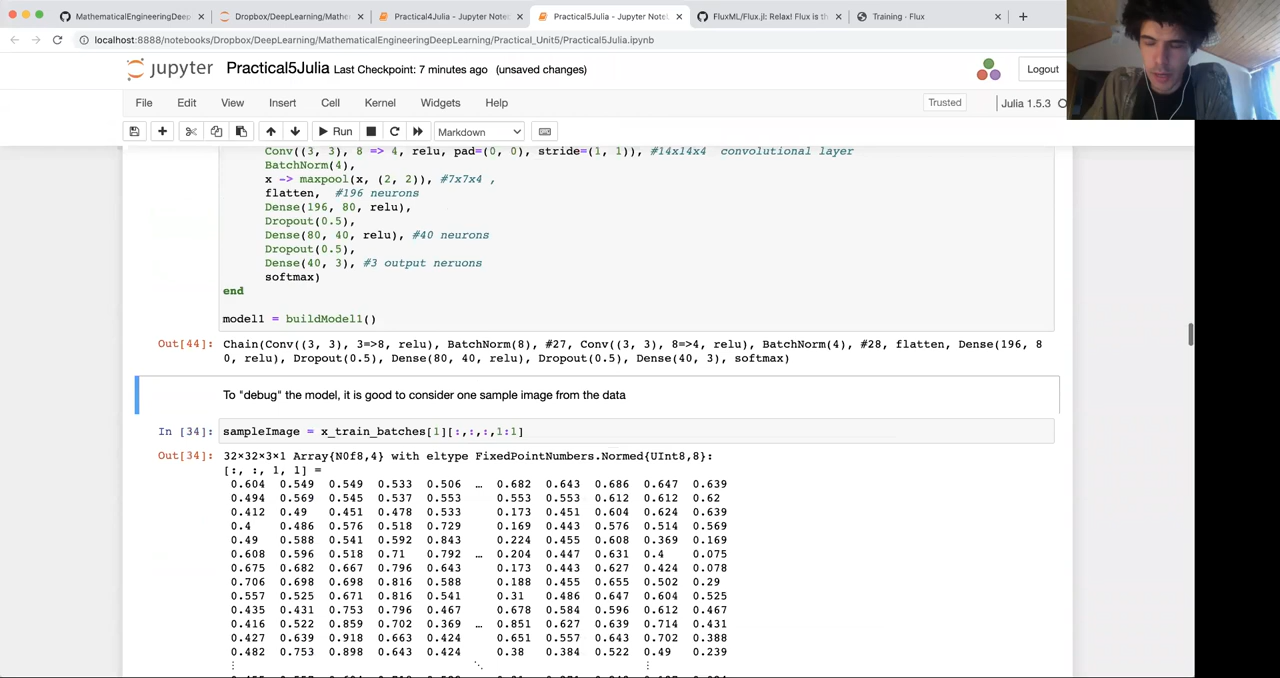 MathematicalEngineeringDeep
Dropbox/DeepLearning/Mathe
Practical4Julia - Jupyter Notebo
Practical5Julia - Jupyter Noteb
FluxML/Flux.jl: Relax! Flux is th
Training · Flux
localhost:8888/notebooks/Dropbox/DeepLearning/MathematicalEngineeringDeepLearning/Practical_Unit5/Practical5Julia.ipynb
jupyter Practical5Julia Last Checkpoint: 7 minutes ago (unsaved changes) Logout
File Edit View Insert Cell Kernel Widgets Help Trusted Julia 1.5.3
Run Markdown
Conv((3, 3), 8 => 4, relu, pad=(0, 0), stride=(1, 1)), #14x14x4 convolutional layer
BatchNorm(4),
x -> maxpool(x, (2, 2)), #7x7x4 ,
flatten, #196 neurons
Dense(196, 80, relu),
Dropout(0.5),
Dense(80, 40, relu), #40 neurons
Dropout(0.5),
Dense(40, 3), #3 output neruons
softmax)
end
model1 = buildModel1()
Out[44]: Chain(Conv((3, 3), 3=>8, relu), BatchNorm(8), #27, Conv((3, 3), 8=>4, relu), BatchNorm(4), #28, flatten, Dense(196, 8
0, relu), Dropout(0.5), Dense(80, 40, relu), Dropout(0.5), Dense(40, 3), softmax)
To "debug" the model, it is good to consider one sample image from the data
In [34]: sampleImage = x_train_batches[1][:,:,:,1:1]
Out[34]: 32×32×3×1 Array{N0f8,4} with eltype FixedPointNumbers.Normed{UInt8,8}:
[:, :, 1, 1] =
0.604 0.549 0.549 0.533 0.506 … 0.682 0.643 0.686 0.647 0.639
0.494 0.569 0.545 0.537 0.553 0.553 0.553 0.612 0.612 0.62
0.412 0.49 0.451 0.478 0.533 0.173 0.451 0.604 0.624 0.639
0.4 0.486 0.576 0.518 0.729 0.169 0.443 0.576 0.514 0.569
0.49 0.588 0.541 0.592 0.843 0.224 0.455 0.608 0.369 0.169
0.608 0.596 0.518 0.71 0.792 … 0.204 0.447 0.631 0.4 0.075
0.675 0.682 0.667 0.796 0.643 0.173 0.443 0.627 0.424 0.078
0.706 0.698 0.698 0.816 0.588 0.188 0.455 0.655 0.502 0.29
0.557 0.525 0.671 0.816 0.541 0.31 0.486 0.647 0.604 0.525
0.435 0.431 0.753 0.796 0.467 0.678 0.584 0.596 0.612 0.467
0.416 0.522 0.859 0.702 0.369 … 0.851 0.627 0.639 0.714 0.431
0.427 0.639 0.918 0.663 0.424 0.651 0.557 0.643 0.702 0.388
0.482 0.753 0.898 0.643 0.424 0.38 0.384 0.522 0.49 0.239
⋮ ⋱ ⋮